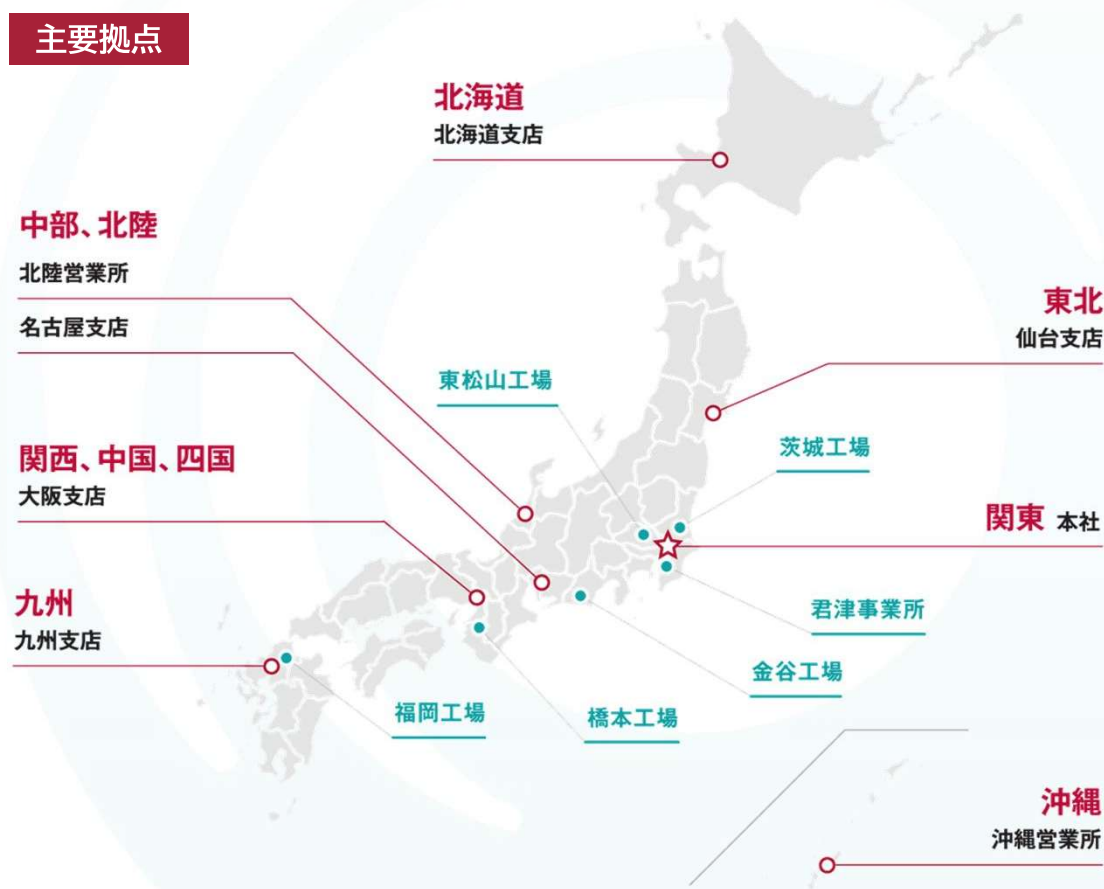 主要拠点
北海道
北海道支店
中部、北陸
北陸営業所
名古屋支店
東北
仙台支店
東松山工場
茨城工場
関西、中国、四国
大阪支店
関東 本社
九州
九州支店
君津事業所
金谷工場
福岡工場
橋本工場
沖縄
沖縄営業所